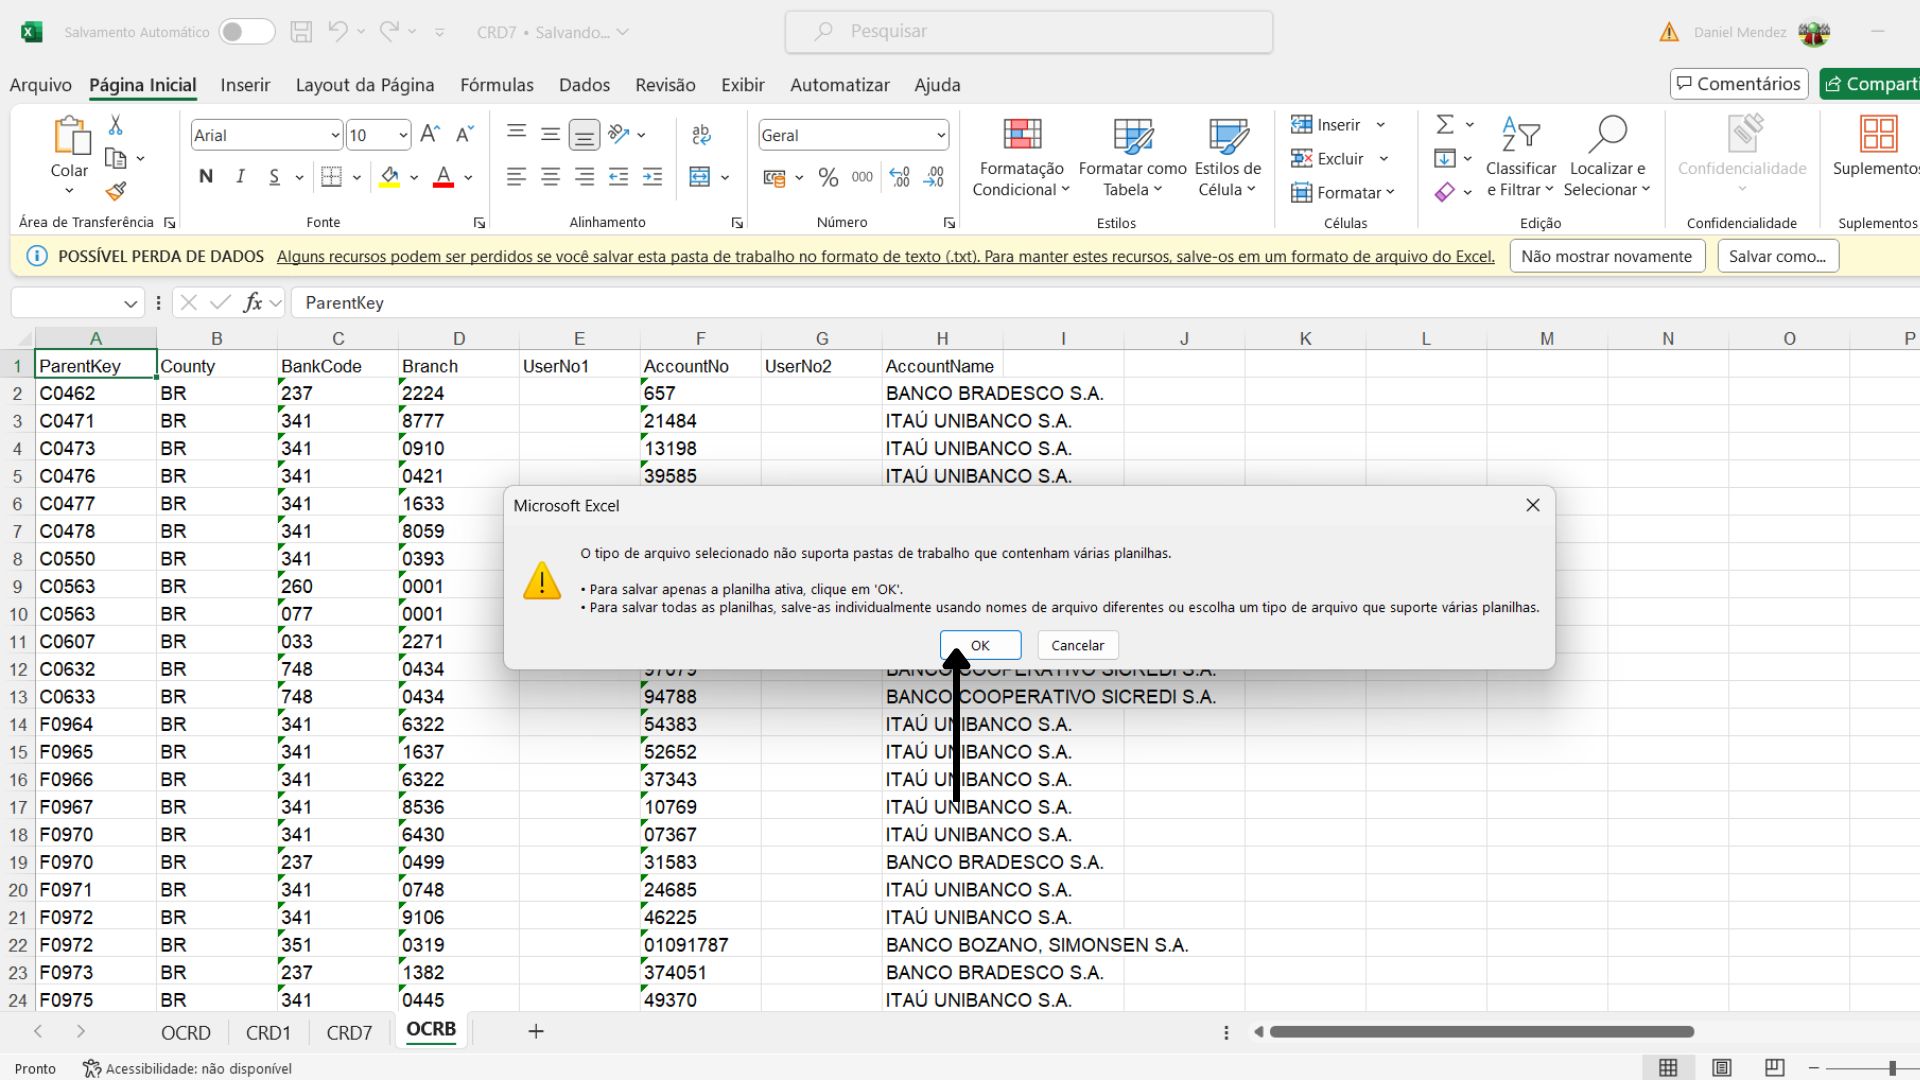 Salvamento Automático
CRD7 • Salvando...
Pesquisar
Daniel Mendez
Arquivo Página Inicial Inserir Layout da Página Fórmulas Dados Revisão Exibir Automatizar Ajuda
Comentários
Comparti
Colar
Área de Transferência
Arial 10
N I S
Fonte
ab
Alinhamento
Geral
% 000
Número
Formatação Condicional
Formatar como Tabela
Estilos de Célula
Estilos
Inserir
Excluir
Formatar
Células
Classificar e Filtrar
Localizar e Selecionar
Edição
Confidencialidade
Confidencialidade
Suplementos
Suplementos
POSSÍVEL PERDA DE DADOS Alguns recursos podem ser perdidos se você salvar esta pasta de trabalho no formato de texto (.txt). Para manter estes recursos, salve-os em um formato de arquivo do Excel. Não mostrar novamente Salvar como...
fx ParentKey
A B C D E F G H I J K L M N O P
1 ParentKey County BankCode Branch UserNo1 AccountNo UserNo2 AccountName
2 C0462 BR 237 2224 657 BANCO BRADESCO S.A.
3 C0471 BR 341 8777 21484 ITAÚ UNIBANCO S.A.
4 C0473 BR 341 0910 13198 ITAÚ UNIBANCO S.A.
5 C0476 BR 341 0421 39585 ITAÚ UNIBANCO S.A.
6 C0477 BR 341 1633
7 C0478 BR 341 8059
8 C0550 BR 341 0393
9 C0563 BR 260 0001
10 C0563 BR 077 0001
11 C0607 BR 033 2271
Microsoft Excel
O tipo de arquivo selecionado não suporta pastas de trabalho que contenham várias planilhas.
• Para salvar apenas a planilha ativa, clique em 'OK'.
• Para salvar todas as planilhas, salve-as individualmente usando nomes de arquivo diferentes ou escolha um tipo de arquivo que suporte várias planilhas.
OK Cancelar
12 C0632 BR 748 0434 BANCO COOPERATIVO SICREDI S.A.
13 C0633 BR 748 0434 94788 BANCO COOPERATIVO SICREDI S.A.
14 F0964 BR 341 6322 54383 ITAÚ UNIBANCO S.A.
15 F0965 BR 341 1637 52652 ITAÚ UNIBANCO S.A.
16 F0966 BR 341 6322 37343 ITAÚ UNIBANCO S.A.
17 F0967 BR 341 8536 10769 ITAÚ UNIBANCO S.A.
18 F0970 BR 341 6430 07367 ITAÚ UNIBANCO S.A.
19 F0970 BR 237 0499 31583 BANCO BRADESCO S.A.
20 F0971 BR 341 0748 24685 ITAÚ UNIBANCO S.A.
21 F0972 BR 341 9106 46225 ITAÚ UNIBANCO S.A.
22 F0972 BR 351 0319 01091787 BANCO BOZANO, SIMONSEN S.A.
23 F0973 BR 237 1382 374051 BANCO BRADESCO S.A.
24 F0975 BR 341 0445 49370 ITAÚ UNIBANCO S.A.
OCRD CRD1 CRD7 OCRB
Pronto Acessibilidade: não disponível